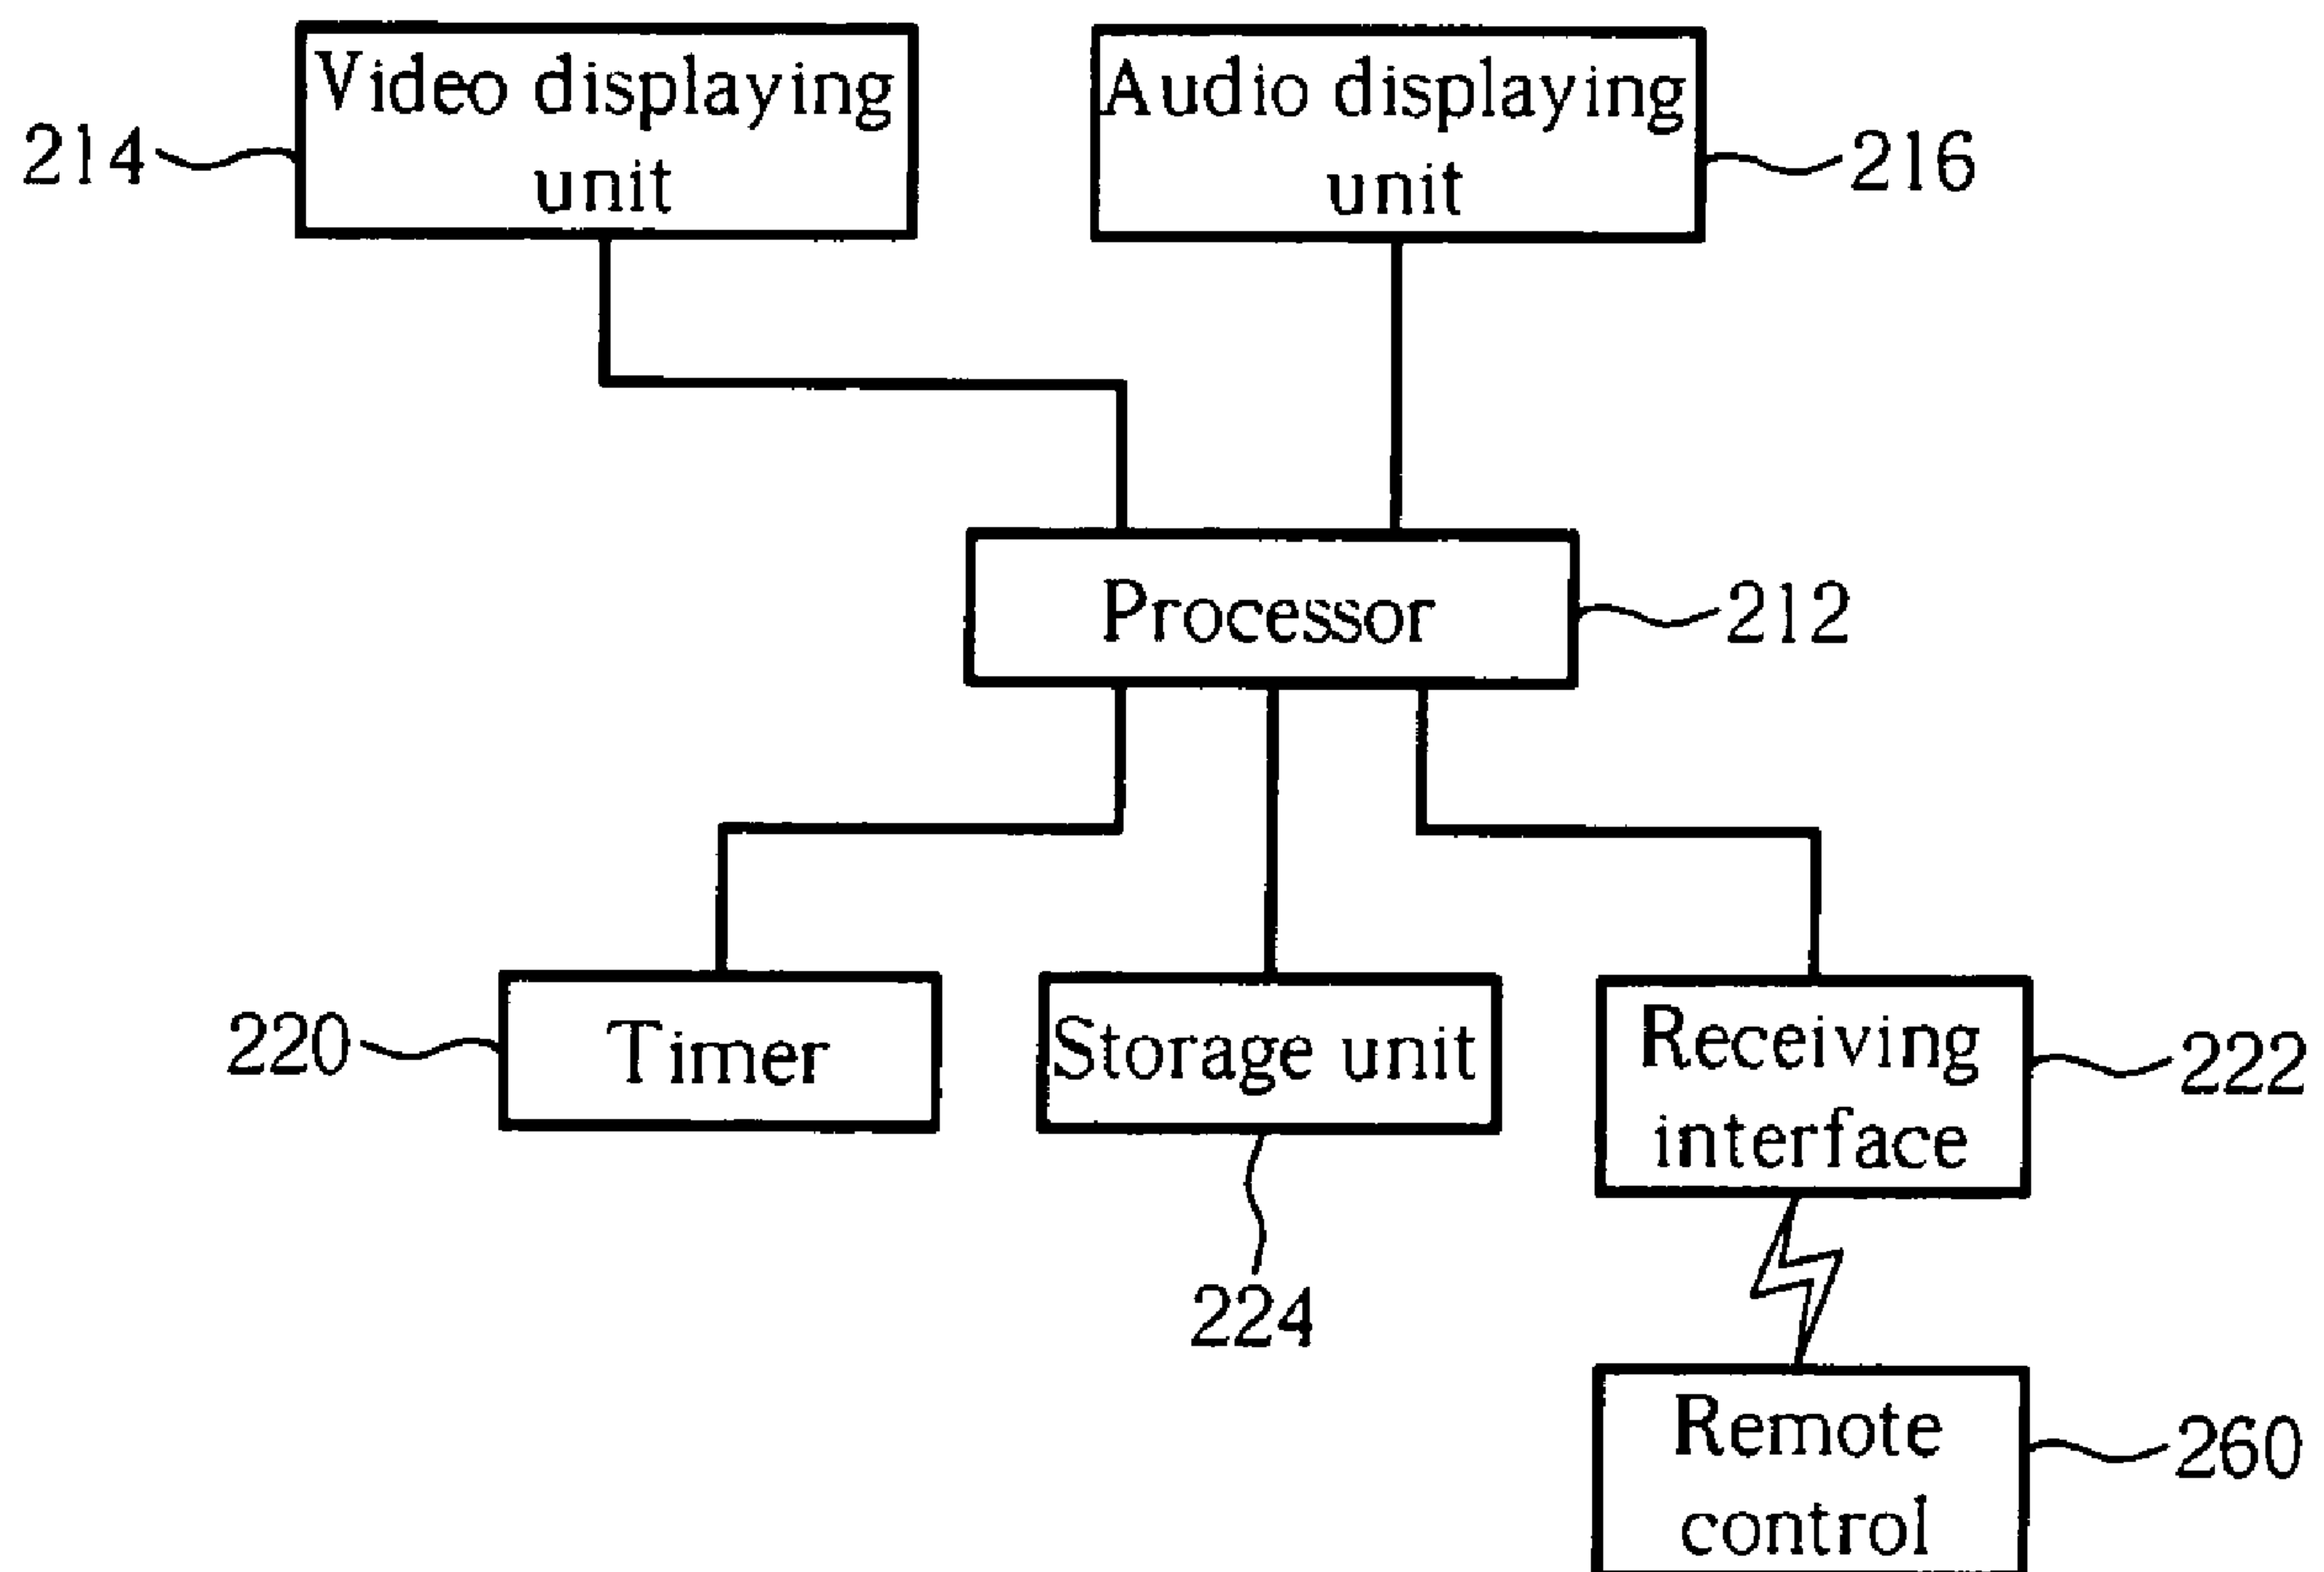 Video displaying
unit
214
Audio displaying
unit
216
Processor
212
220
Timer
Storage unit
224
Receiving
interface
222
Remote
control
260